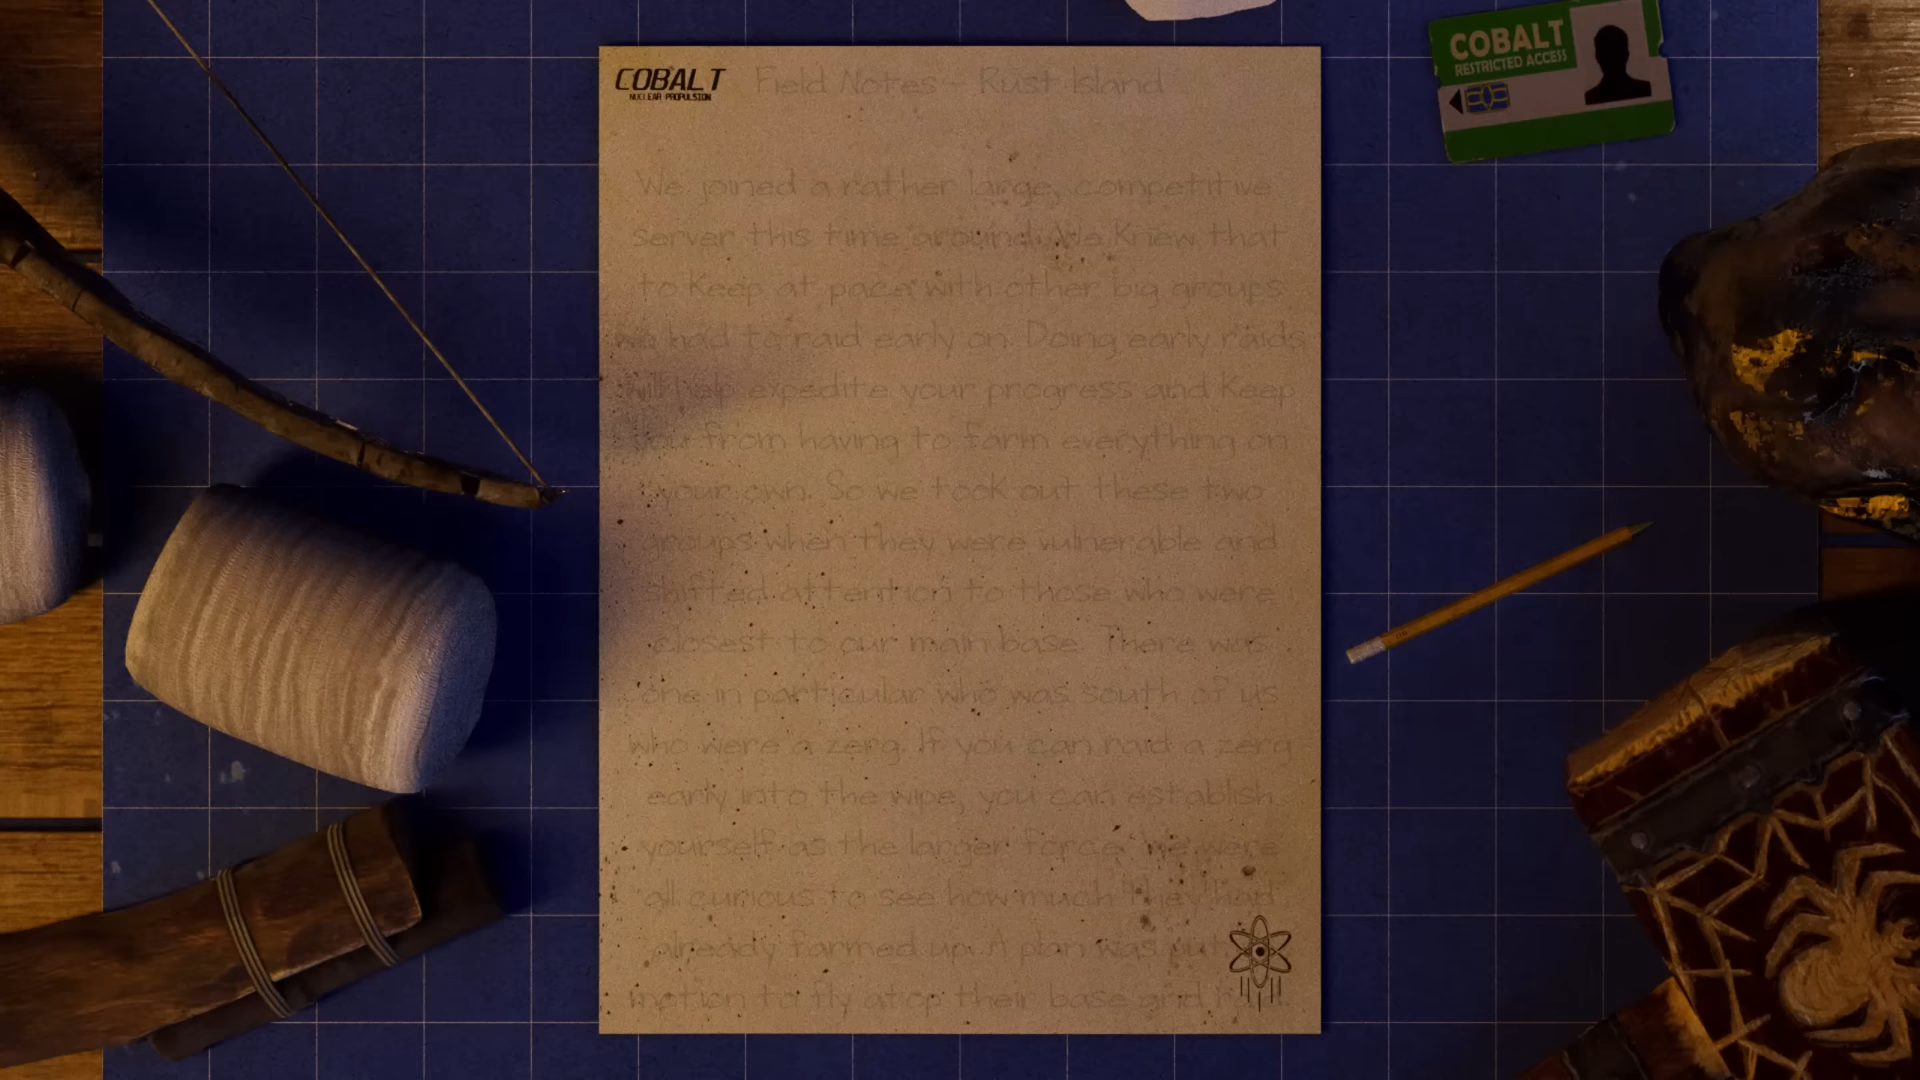 COBALT
NUCLEAR PROPULSION
Field Notes - Rust Island
We joined a rather large, competitive
server this time around. We knew that
to keep at pace with other big groups
we had to raid early on. Doing early raids
will help expedite your progress and keep
you from having to farm everything on
your own. So we took out these two
groups when they were vulnerable and
shifted attention to those who were
closest to our main base. There was
one in particular who was south of us
who were a zerg. If you can raid a zerg
early into the wipe, you can establish
yourself as the larger force. We were
all curious to see how much they had
already farmed up. A plan was put
motion to fly atop their base and
COBALT
RESTRICTED ACCESS